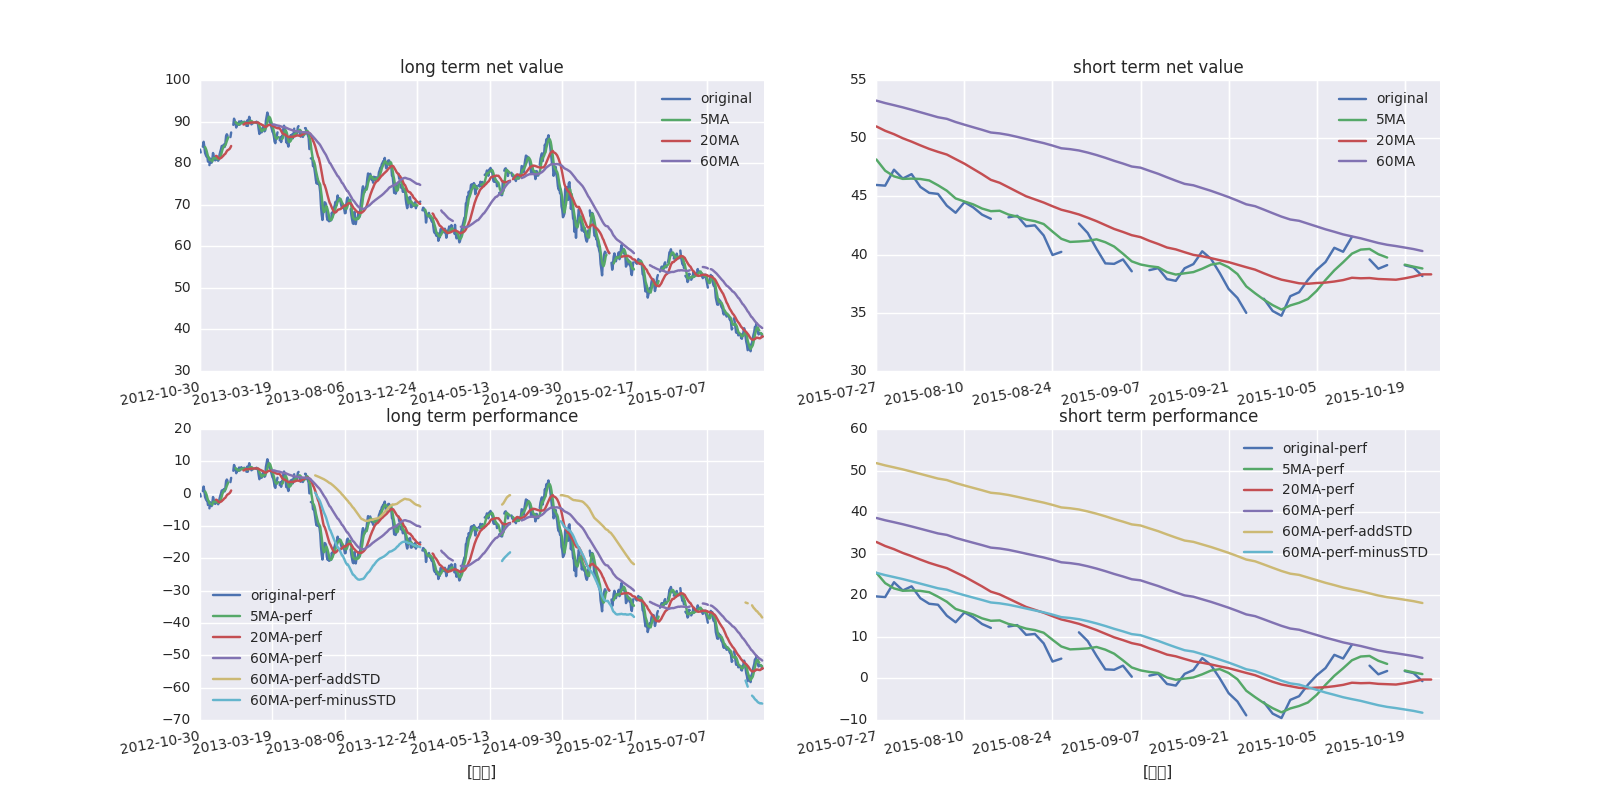 long term net value
100
90
80
70
60
50
40
30
original
5MA
20MA
60MA
2012-10-30
2013-03-19
2013-08-06
2013-12-24
2014-05-13
2014-09-30
2015-02-17
2015-07-07
short term net value
55
50
45
40
35
30
original
5MA
20MA
60MA
2015-07-27
2015-08-10
2015-08-24
2015-09-07
2015-09-21
2015-10-05
2015-10-19
long term performance
20
10
0
−10
−20
−30
−40
−50
−60
−70
original-perf
5MA-perf
20MA-perf
60MA-perf
60MA-perf-addSTD
60MA-perf-minusSTD
2012-10-30
2013-03-19
2013-08-06
2013-12-24
2014-05-13
2014-09-30
2015-02-17
2015-07-07
short term performance
60
50
40
30
20
10
0
−10
original-perf
5MA-perf
20MA-perf
60MA-perf
60MA-perf-addSTD
60MA-perf-minusSTD
2015-07-27
2015-08-10
2015-08-24
2015-09-07
2015-09-21
2015-10-05
2015-10-19